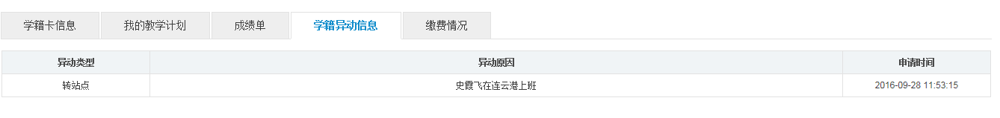 学籍卡信息 我的教学计划 成绩单 学籍异动信息 缴费情况
异动类型 异动原因 申请时间
转站点 史霞飞在连云港上班 2016-09-28 11:53:15